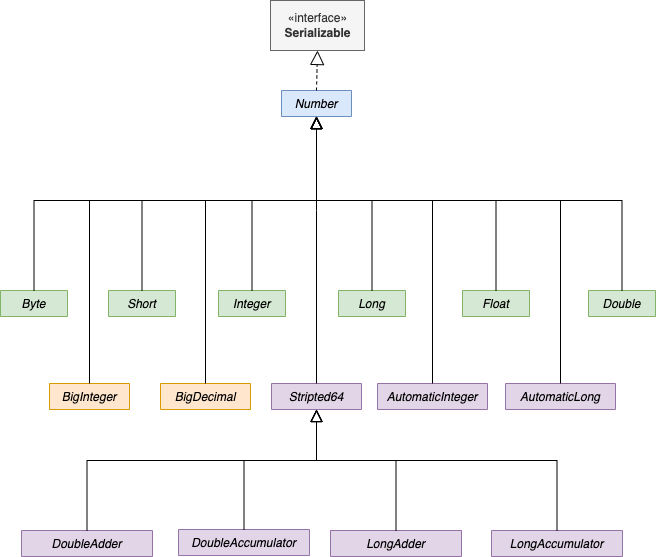 «interface»
Serializable
Number
Byte
Short
Integer
Long
Float
Double
BigInteger
BigDecimal
Stripted64
AutomaticInteger
AutomaticLong
DoubleAdder
DoubleAccumulator
LongAdder
LongAccumulator